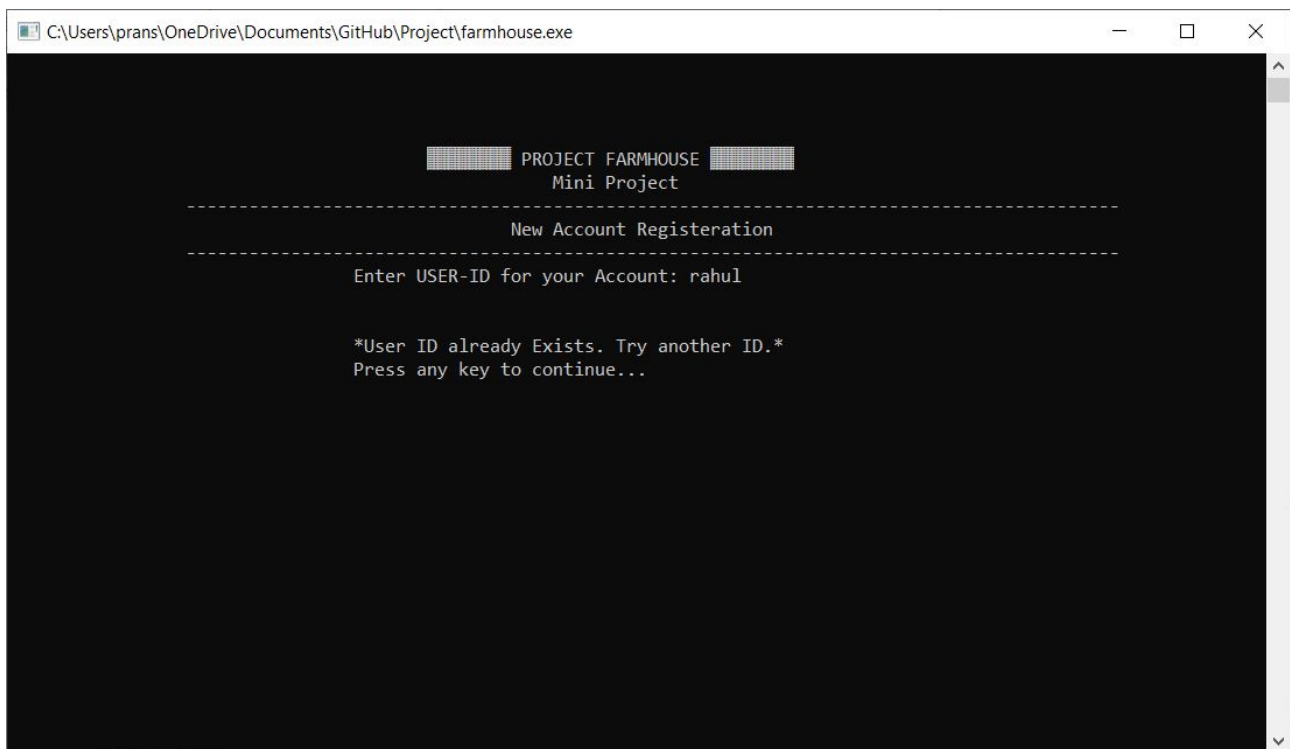 C:\Users\prans\OneDrive\Documents\GitHub\Project\farmhouse.exe
▒▒▒▒▒▒▒▒ PROJECT FARMHOUSE ▒▒▒▒▒▒▒▒
Mini Project
-----------------------------------------------------------------------------------------
New Account Registeration
-----------------------------------------------------------------------------------------
Enter USER-ID for your Account: rahul
*User ID already Exists. Try another ID.*
Press any key to continue...